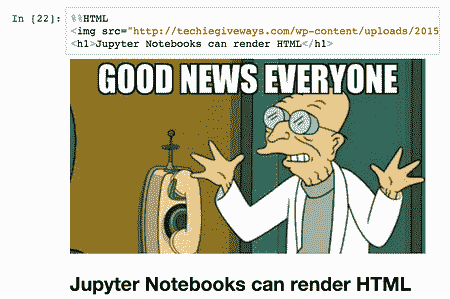 In [22]: %%HTML
<img src="http://techiegiveways.com/wp-content/uploads/2015
<h1>Jupyter Notebooks can render HTML</h1>
GOOD NEWS EVERYONE
Jupyter Notebooks can render HTML